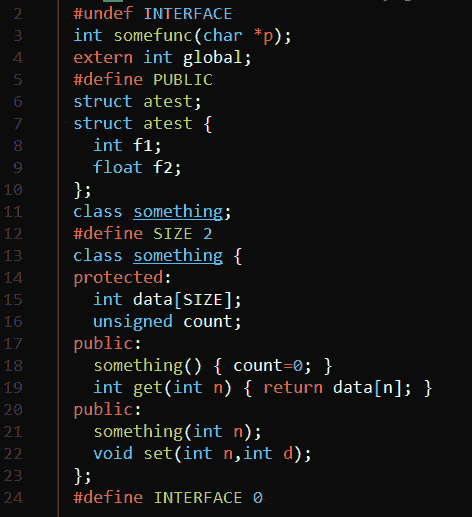 2 #undef INTERFACE
3 int somefunc(char *p);
4 extern int global;
5 #define PUBLIC
6 struct atest;
7 struct atest {
8   int f1;
9   float f2;
10 };
11 class something;
12 #define SIZE 2
13 class something {
14 protected:
15   int data[SIZE];
16   unsigned count;
17 public:
18   something() { count=0; }
19   int get(int n) { return data[n]; }
20 public:
21   something(int n);
22   void set(int n,int d);
23 };
24 #define INTERFACE 0